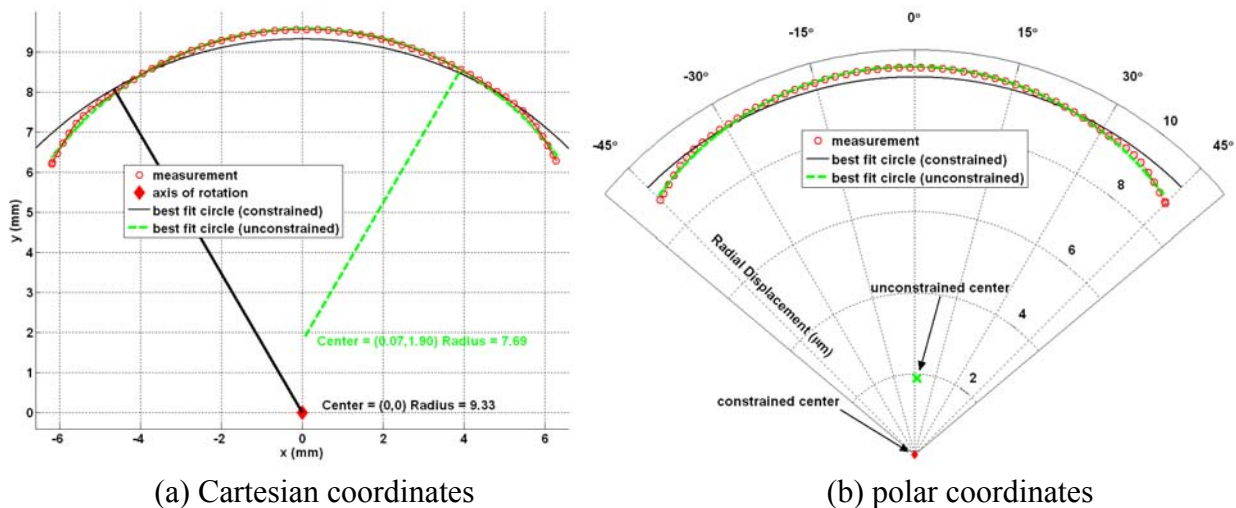 9
8
7
6
5
4
3
2
1
0
y (mm)
-6
-4
-2
0
2
4
6
x (mm)
measurement
axis of rotation
best fit circle (constrained)
best fit circle (unconstrained)
Center = (0.07,1.90) Radius = 7.69
Center = (0,0) Radius = 9.33
(a) Cartesian coordinates
0°
-15°
15°
-30°
30°
-45°
45°
10
8
6
4
2
measurement
best fit circle (constrained)
best fit circle (unconstrained)
Radial Displacement (μm)
unconstrained center
constrained center
(b) polar coordinates